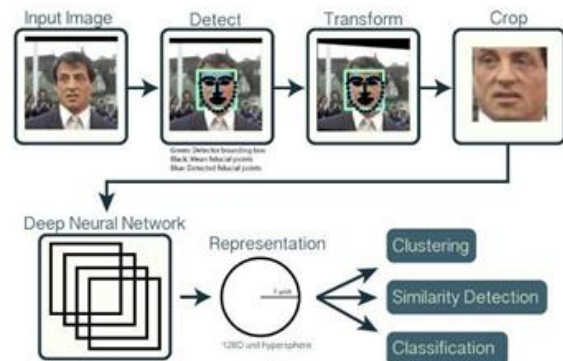 Input Image
Detect
Transform
Crop
Green: Detector bounding box
Black: Mean fiducial points
Blue: Detected fiducial points
Deep Neural Network
Representation
1 unit
128D unit hypersphere
Clustering
Similarity Detection
Classification